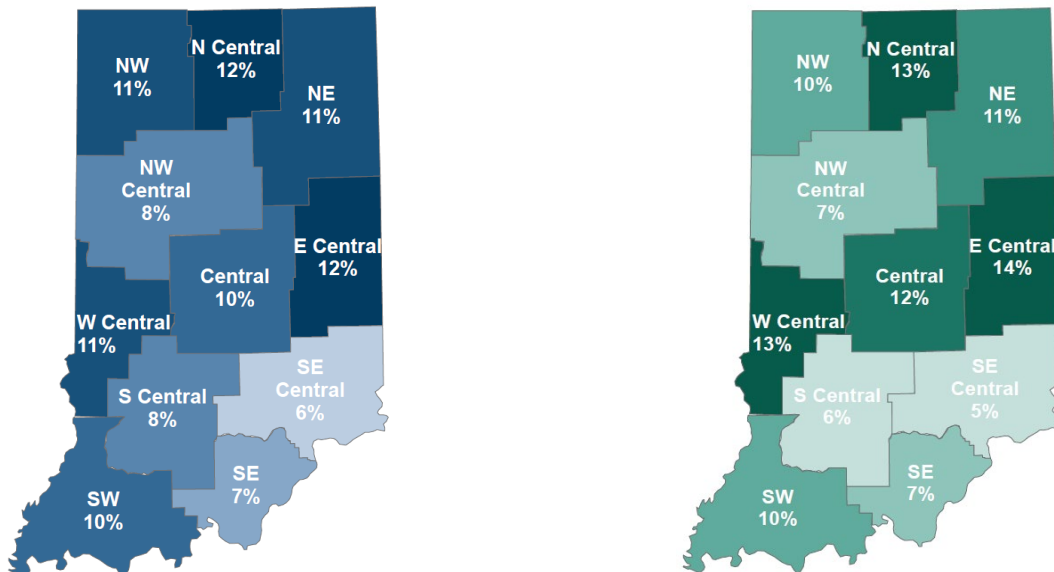 NW
11%
N Central
12%
NE
11%
NW
Central
8%
E Central
12%
Central
10%
W Central
11%
S Central
8%
SE
Central
6%
SE
7%
SW
10%
NW
10%
N Central
13%
NE
11%
NW
Central
7%
E Central
14%
Central
12%
W Central
13%
S Central
6%
SE
Central
5%
SE
7%
SW
10%